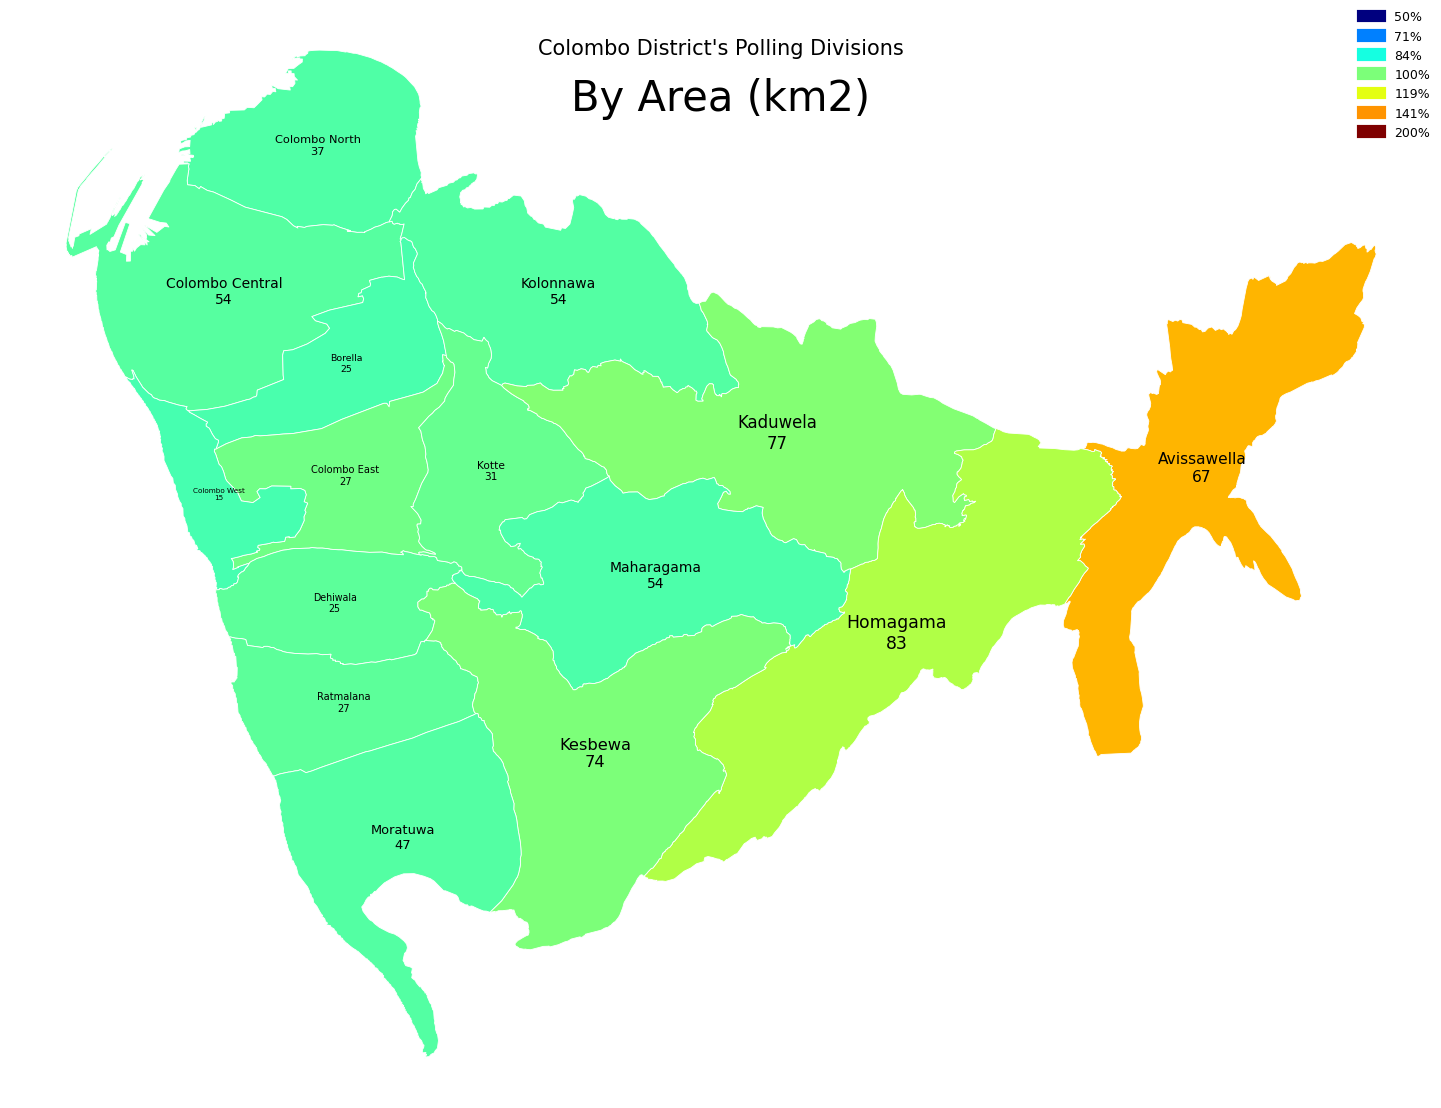 Colombo District's Polling Divisions
By Area (km2)
50%
71%
84%
100%
119%
141%
200%
Colombo North
37
Colombo Central
54
Kolonnawa
54
Borella
25
Kaduwela
77
Avissawella
67
Colombo East
27
Kotte
31
Colombo West
15
Maharagama
54
Dehiwala
25
Homagama
83
Ratmalana
27
Kesbewa
74
Moratuwa
47